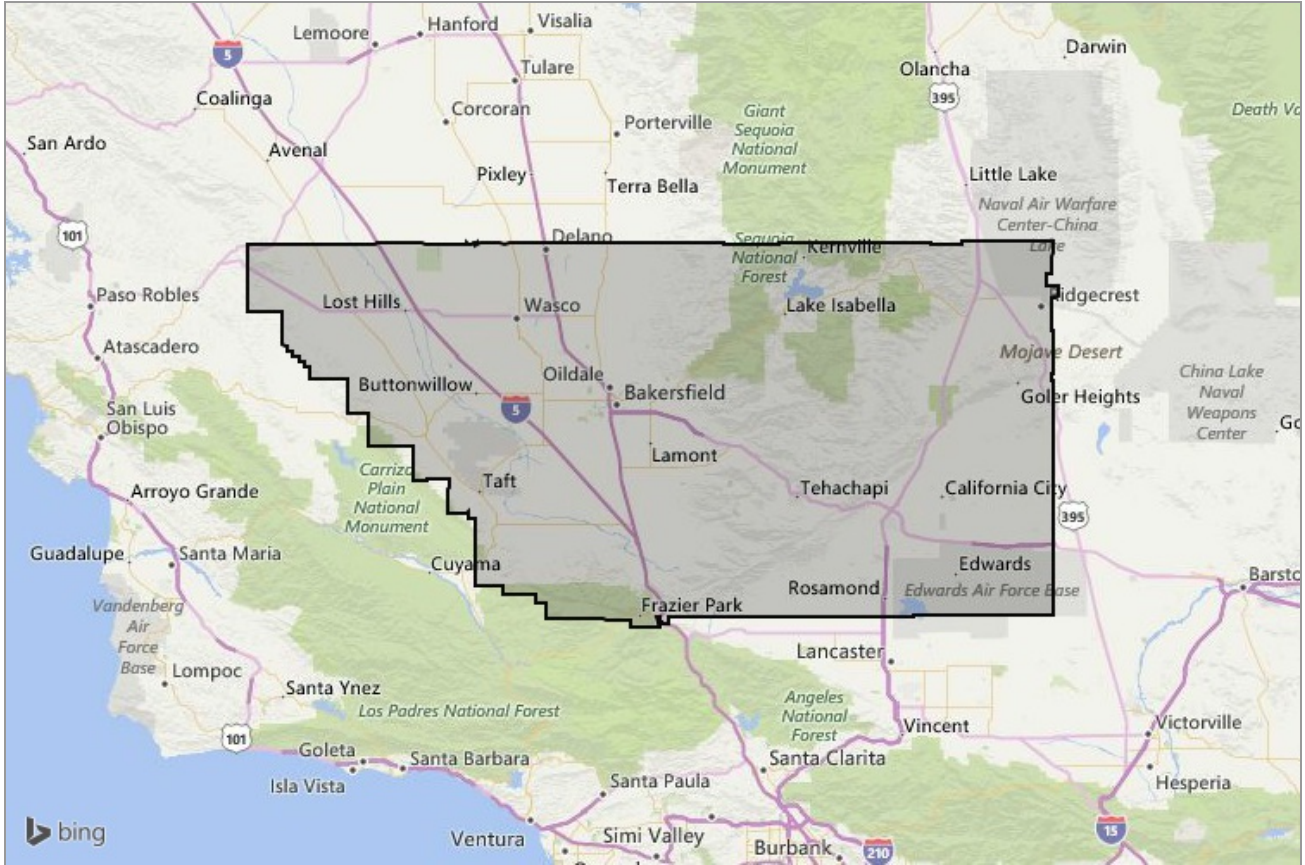 Visalia
Hanford
Lemoore
5
Darwin
Tulare
Olancha
395
Coalinga
Corcoran
Giant
Sequoia
National
Monument
Death Va
Porterville
San Ardo
Avenal
Pixley
Terra Bella
Little Lake
Naval Air Warfare
Center-China
Lake
101
Delano
Sequoia
National
Forest
Kernville
Paso Robles
Lost Hills
Wasco
Lake Isabella
Ridgecrest
Atascadero
Mojave Desert
Buttonwillow
Oildale
Bakersfield
5
Goler Heights
China Lake
Naval
Weapons
Center
San Luis
Obispo
Go
Lamont
Carrizo
Plain
National
Monument
Taft
Tehachapi
California City
Arroyo Grande
395
Guadalupe
Santa Maria
Cuyama
Edwards
Edwards Air Force Base
Rosamond
Barsto
Vandenberg
Air
Force
Base
Frazier Park
Lancaster
Lompoc
Santa Ynez
Los Padres National Forest
Angeles
National
Forest
Vincent
Victorville
101
Goleta
Santa Barbara
Santa Clarita
Isla Vista
Santa Paula
Hesperia
bing
Ventura
Simi Valley
Burbank
210
15